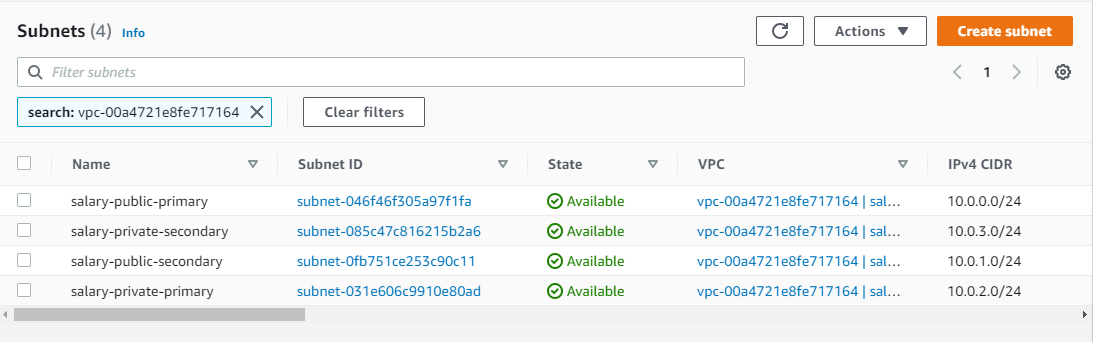 Subnets (4) Info Actions Create subnet
Filter subnets 1
search: vpc-00a4721e8fe717164 Clear filters
Name Subnet ID State VPC IPv4 CIDR
salary-public-primary subnet-046f46f305a97f1fa Available vpc-00a4721e8fe717164 | sal... 10.0.0.0/24
salary-private-secondary subnet-085c47c816215b2a6 Available vpc-00a4721e8fe717164 | sal... 10.0.3.0/24
salary-public-secondary subnet-0fb751ce253c90c11 Available vpc-00a4721e8fe717164 | sal... 10.0.1.0/24
salary-private-primary subnet-031e606c9910e80ad Available vpc-00a4721e8fe717164 | sal... 10.0.2.0/24